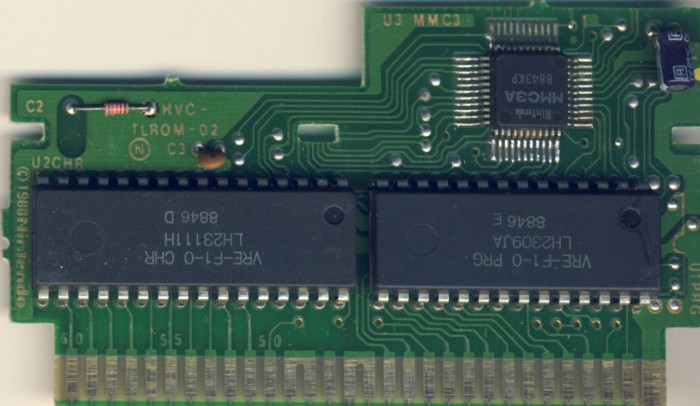 U3 MMC3
C2
HVC-
TLROM-02
N
C3
U2CHR
©1988Nintendo
Nintendo
MMC3A
8843KP
VRE-F1-0 CHR
LH23111H
8846 D
VRE-F1-0 PRG
LH2309JA
8846 E
60
55
50